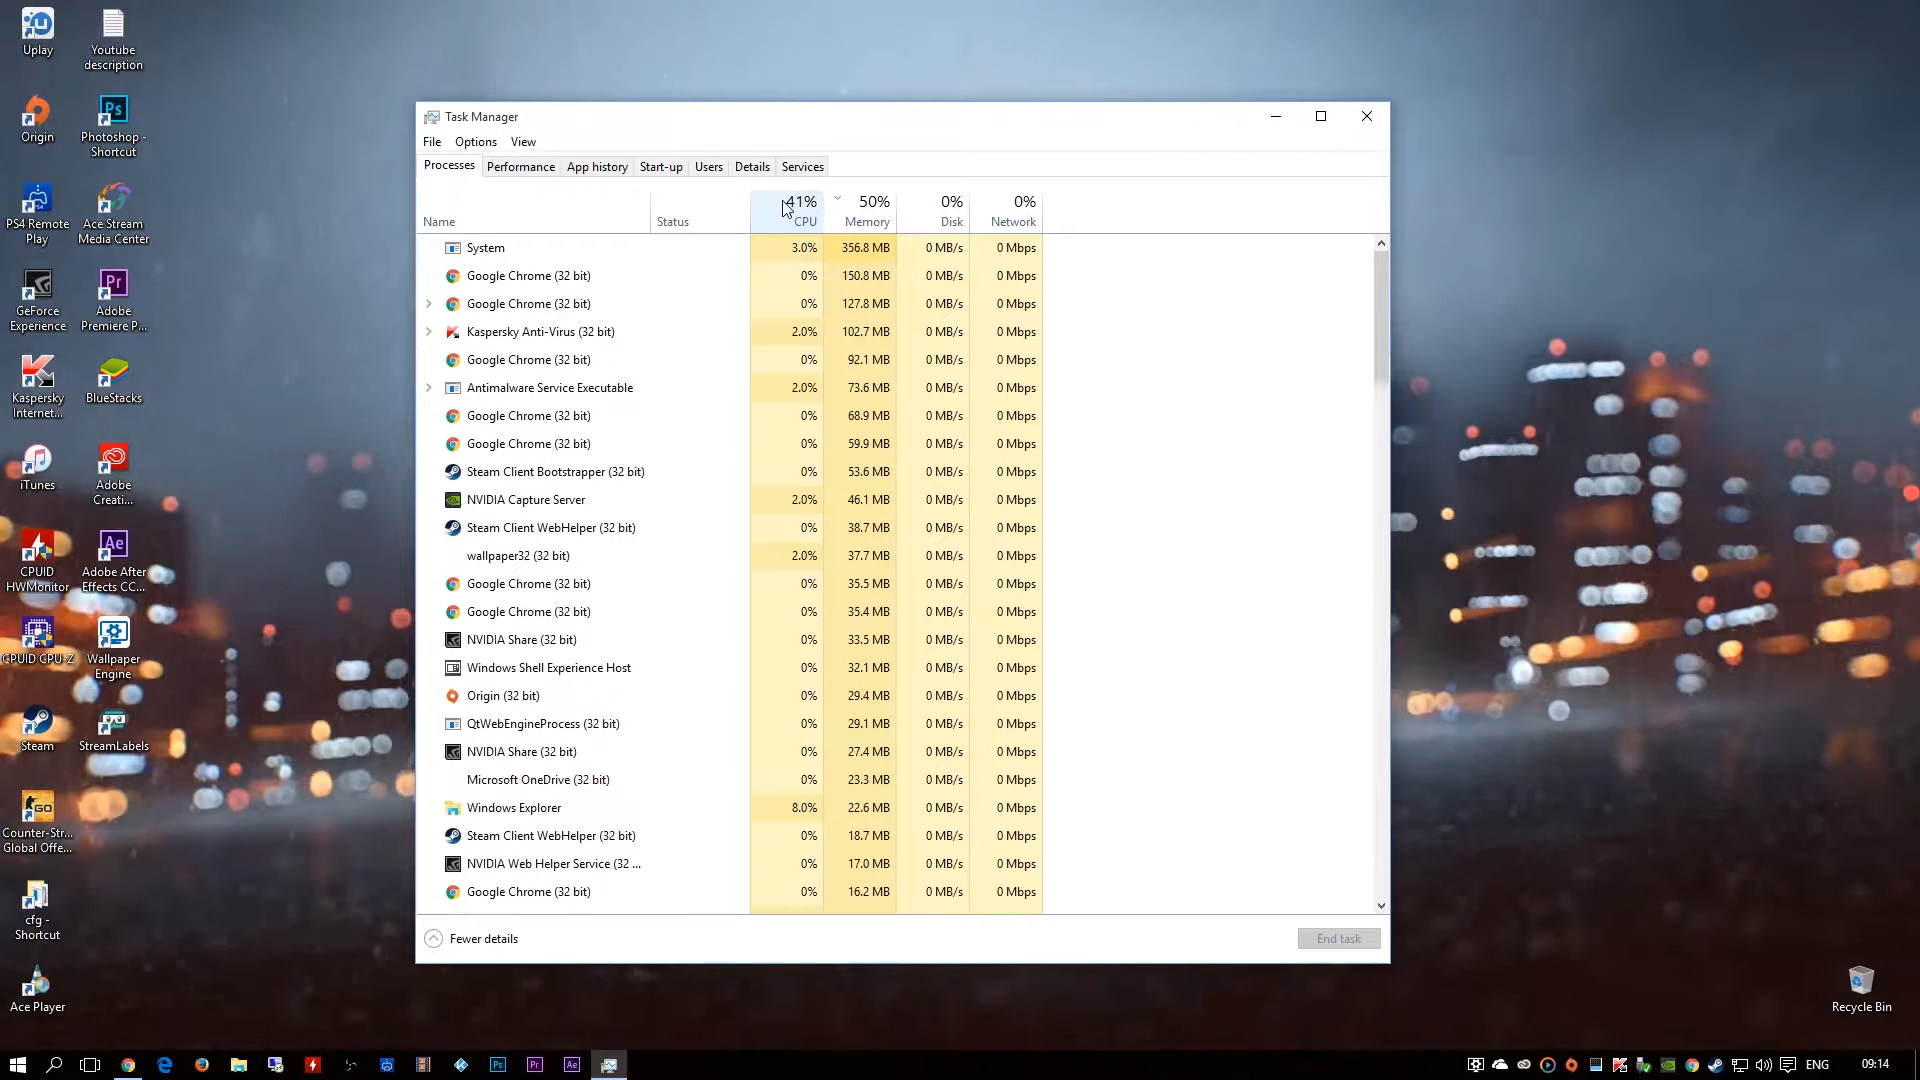 Uplay
Youtube
description
Origin
Photoshop -
Shortcut
PS4 Remote
Play
Ace Stream
Media Center
GeForce
Experience
Adobe
Premiere P...
Kaspersky
Internet...
BlueStacks
iTunes
Adobe
Creati...
CPUID
HWMonitor
Adobe After
Effects CC...
CPUID CPU-Z
Wallpaper
Engine
Steam
StreamLabels
Counter-Str...
Global Offe...
cfg -
Shortcut
Ace Player
Recycle Bin
Task Manager
File Options View
Processes Performance App history Start-up Users Details Services
41% 50% 0% 0%
Name Status CPU Memory Disk Network
System 3.0% 356.8 MB 0 MB/s 0 Mbps
Google Chrome (32 bit) 0% 150.8 MB 0 MB/s 0 Mbps
Google Chrome (32 bit) 0% 127.8 MB 0 MB/s 0 Mbps
Kaspersky Anti-Virus (32 bit) 2.0% 102.7 MB 0 MB/s 0 Mbps
Google Chrome (32 bit) 0% 92.1 MB 0 MB/s 0 Mbps
Antimalware Service Executable 2.0% 73.6 MB 0 MB/s 0 Mbps
Google Chrome (32 bit) 0% 68.9 MB 0 MB/s 0 Mbps
Google Chrome (32 bit) 0% 59.9 MB 0 MB/s 0 Mbps
Steam Client Bootstrapper (32 bit) 0% 53.6 MB 0 MB/s 0 Mbps
NVIDIA Capture Server 2.0% 46.1 MB 0 MB/s 0 Mbps
Steam Client WebHelper (32 bit) 0% 38.7 MB 0 MB/s 0 Mbps
wallpaper32 (32 bit) 2.0% 37.7 MB 0 MB/s 0 Mbps
Google Chrome (32 bit) 0% 35.5 MB 0 MB/s 0 Mbps
Google Chrome (32 bit) 0% 35.4 MB 0 MB/s 0 Mbps
NVIDIA Share (32 bit) 0% 33.5 MB 0 MB/s 0 Mbps
Windows Shell Experience Host 0% 32.1 MB 0 MB/s 0 Mbps
Origin (32 bit) 0% 29.4 MB 0 MB/s 0 Mbps
QtWebEngineProcess (32 bit) 0% 29.1 MB 0 MB/s 0 Mbps
NVIDIA Share (32 bit) 0% 27.4 MB 0 MB/s 0 Mbps
Microsoft OneDrive (32 bit) 0% 23.3 MB 0 MB/s 0 Mbps
Windows Explorer 8.0% 22.6 MB 0 MB/s 0 Mbps
Steam Client WebHelper (32 bit) 0% 18.7 MB 0 MB/s 0 Mbps
NVIDIA Web Helper Service (32 ... 0% 17.0 MB 0 MB/s 0 Mbps
Google Chrome (32 bit) 0% 16.2 MB 0 MB/s 0 Mbps
Fewer details End task
ENG 09:14